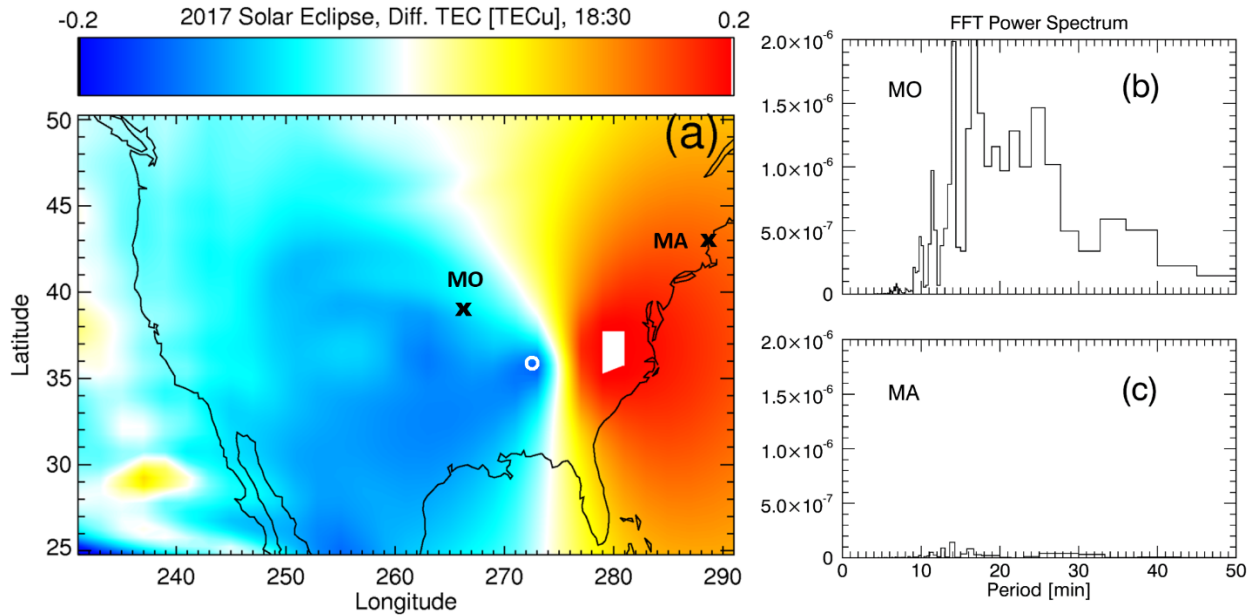 -0.2 2017 Solar Eclipse, Diff. TEC [TECu], 18:30 0.2
(a)
50
45
40
35
30
25
Latitude
MA
MO
240 250 260 270 280 290
Longitude
FFT Power Spectrum
2.0×10⁻⁶
1.5×10⁻⁶
1.0×10⁻⁶
5.0×10⁻⁷
0
MO
(b)
2.0×10⁻⁶
1.5×10⁻⁶
1.0×10⁻⁶
5.0×10⁻⁷
0
MA
(c)
0 10 20 30 40 50
Period [min]